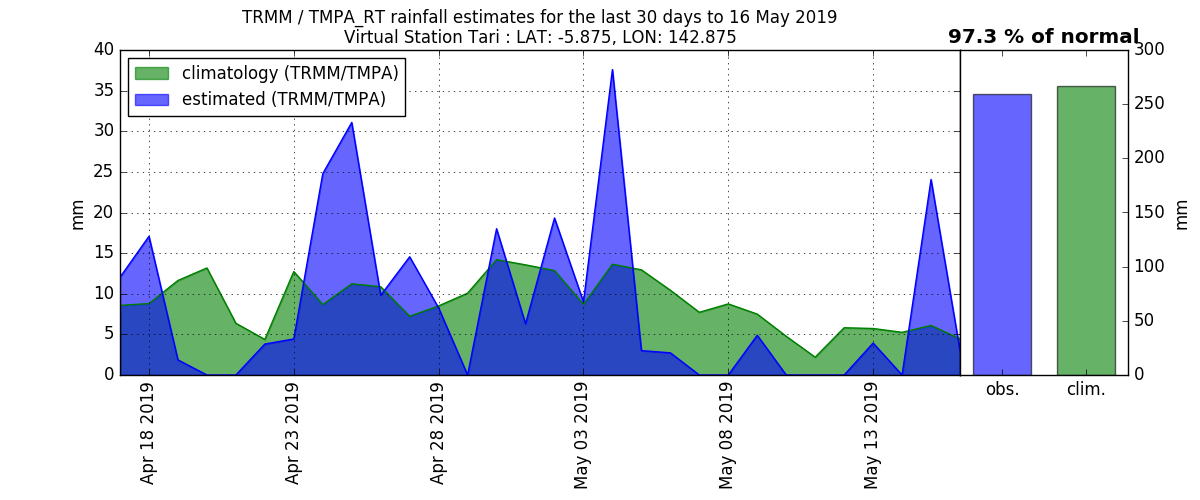 TRMM / TMPA_RT rainfall estimates for the last 30 days to 16 May 2019
Virtual Station Tari : LAT: -5.875, LON: 142.875
97.3 % of normal
climatology (TRMM/TMPA)
estimated (TRMM/TMPA)
40
35
30
25
20
15
10
5
0
mm
Apr 18 2019
Apr 23 2019
Apr 28 2019
May 03 2019
May 08 2019
May 13 2019
300
250
200
150
100
50
0
mm
obs.
clim.